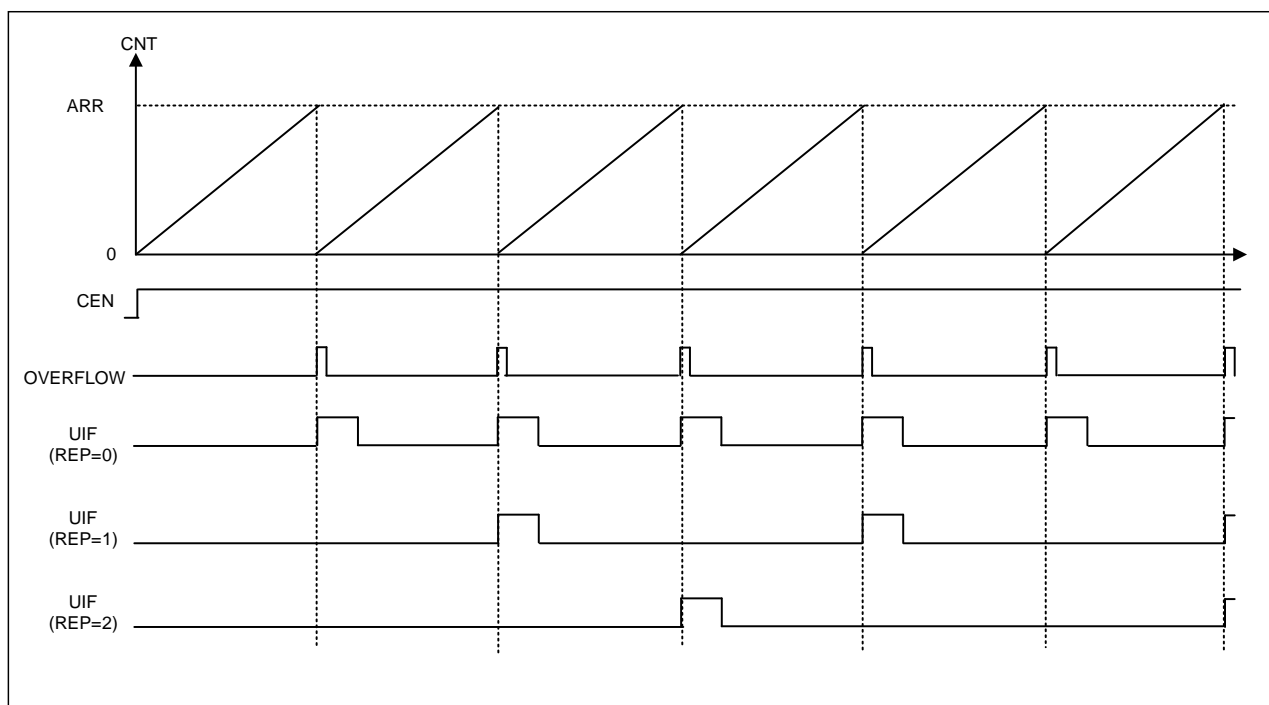 CNT
ARR
0
CEN
OVERFLOW
UIF
(REP=0)
UIF
(REP=1)
UIF
(REP=2)